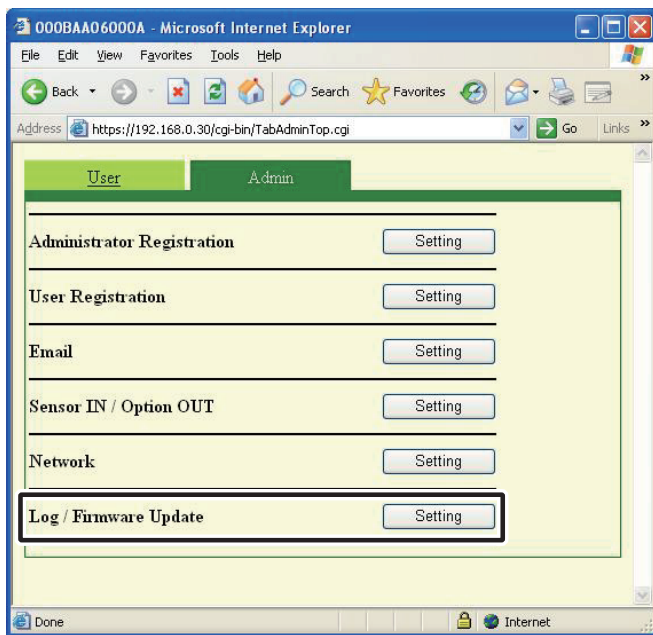 000BAA06000A - Microsoft Internet Explorer
File Edit View Favorites Tools Help
Back Search Favorites »
Address https://192.168.0.30/cgi-bin/TabAdminTop.cgi Go Links »
User Admin
Administrator Registration Setting
User Registration Setting
Email Setting
Sensor IN / Option OUT Setting
Network Setting
Log / Firmware Update Setting
Done Internet